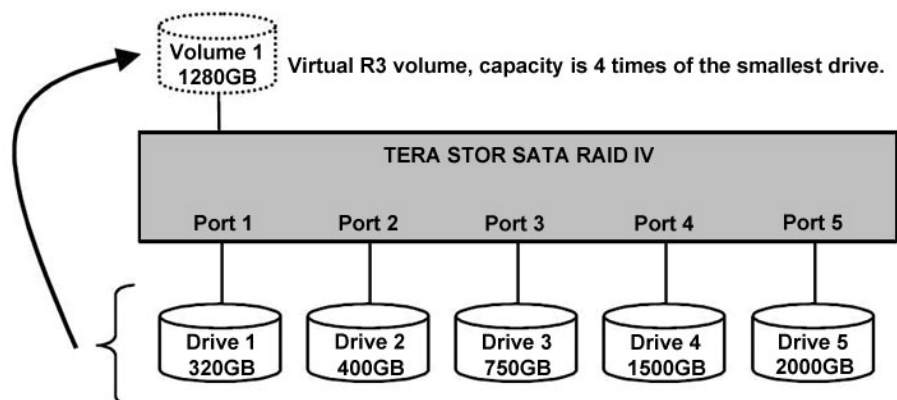 Volume 1
1280GB
Virtual R3 volume, capacity is 4 times of the smallest drive.
TERA STOR SATA RAID IV
Port 1 Port 2 Port 3 Port 4 Port 5
Drive 1 Drive 2 Drive 3 Drive 4 Drive 5
320GB 400GB 750GB 1500GB 2000GB